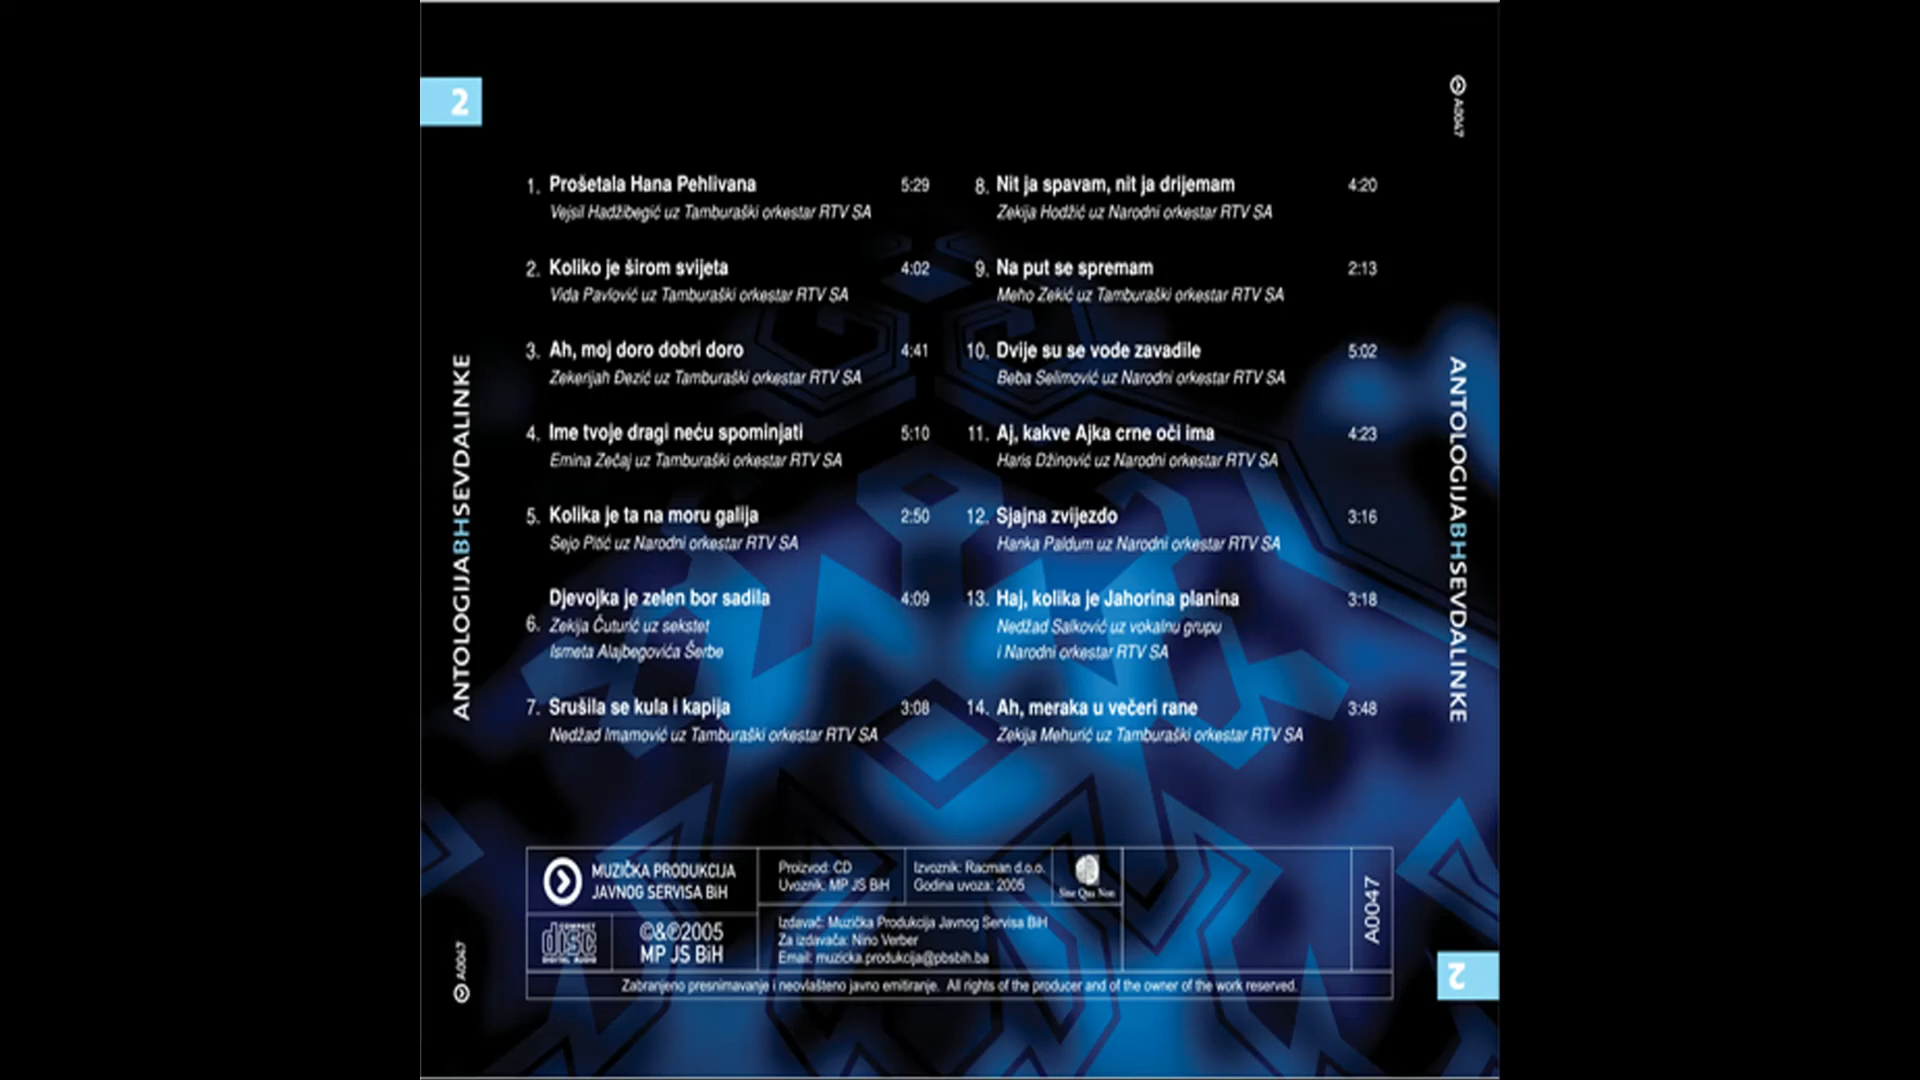 2
A0047
1. Prošetala Hana Pehlivana 5:29
Vejsil Hadžibegić uz Tamburaški orkestar RTV SA
2. Koliko je širom svijeta 4:02
Vida Pavlović uz Tamburaški orkestar RTV SA
3. Ah, moj doro dobri doro 4:41
Zekerijah Đezić uz Tamburaški orkestar RTV SA
4. Ime tvoje dragi neću spominjati 5:10
Emina Zečaj uz Tamburaški orkestar RTV SA
5. Kolika je ta na moru galija 2:50
Sejo Pitić uz Narodni orkestar RTV SA
6. Djevojka je zelen bor sadila 4:09
Zekija Čuturić uz sekstet
Ismeta Alajbegovića Šerbe
7. Srušila se kula i kapija 3:08
Nedžad Imamović uz Tamburaški orkestar RTV SA
8. Nit ja spavam, nit ja drijemam 4:20
Zekija Hodžić uz Narodni orkestar RTV SA
9. Na put se spremam 2:13
Meho Zekić uz Tamburaški orkestar RTV SA
10. Dvije su se vode zavadile 5:02
Beba Selimović uz Narodni orkestar RTV SA
11. Aj, kakve Ajka crne oči ima 4:23
Haris Džinović uz Narodni orkestar RTV SA
12. Sjajna zvijezdo 3:16
Hanka Paldum uz Narodni orkestar RTV SA
13. Haj, kolika je Jahorina planina 3:18
Nedžad Salković uz vokalnu grupu
i Narodni orkestar RTV SA
14. Ah, meraka u večeri rane 3:48
Zekija Mehurić uz Tamburaški orkestar RTV SA
ANTOLOGIJABHSEVDALINKE
ANTOLOGIJABHSEVDALINKE
MUZIČKA PRODUKCIJA
JAVNOG SERVISA BIH
Proizvod: CD
Uvoznik: MP JS BiH
Izvoznik: Racman d.o.o.
Godina uvoza: 2005
Sine Qua Non
COMPACT
disc
DIGITAL AUDIO
©&℗2005
MP JS BiH
Izdavač: Muzička Produkcija Javnog Servisa BiH
Za izdavača: Nino Verber
Email: muzicka.produkcija@pbsbih.ba
A0047
Zabranjeno presnimavanje i neovlašteno javno emitiranje. All rights of the producer and of the owner of the work reserved.
A0047
2